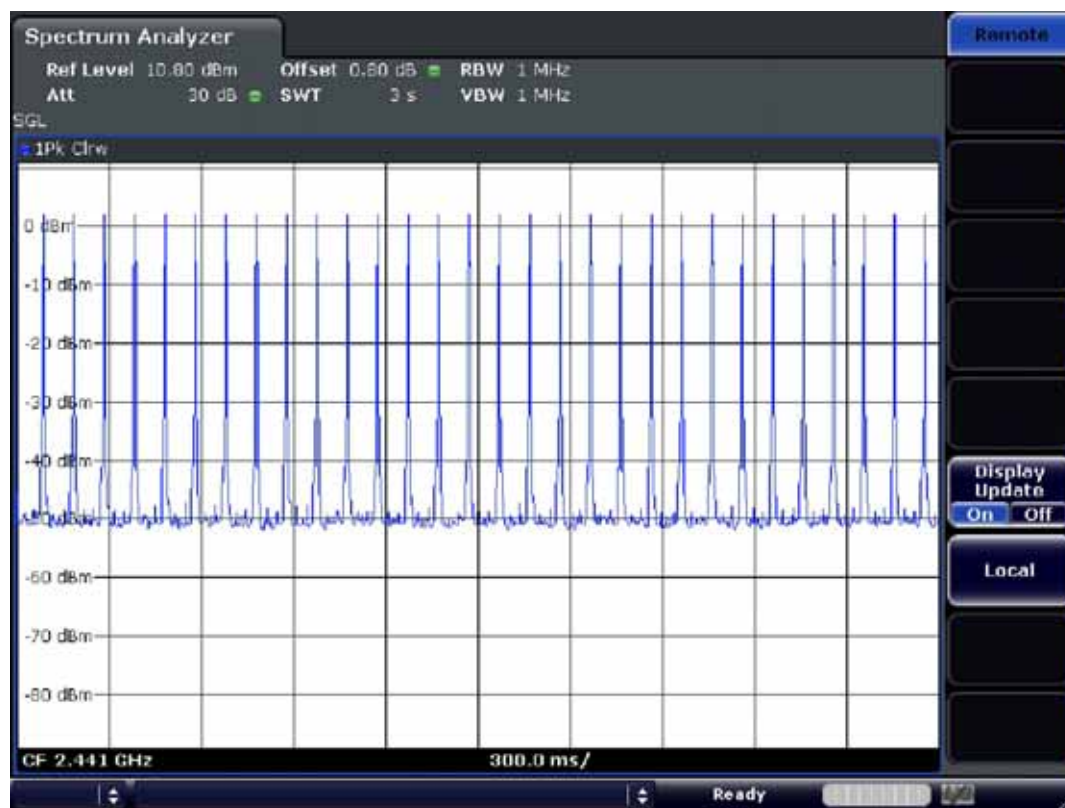 Spectrum Analyzer
Remote
Ref Level 10.80 dBm Offset 0.80 dB RBW 1 MHz
Att 30 dB SWT 3 s VBW 1 MHz
SGL
1Pk Clrw
0 dBm
-10 dBm
-20 dBm
-30 dBm
-40 dBm
-50 dBm
-60 dBm
-70 dBm
-80 dBm
Display
Update
On Off
Local
CF 2.441 GHz 300.0 ms/
Ready